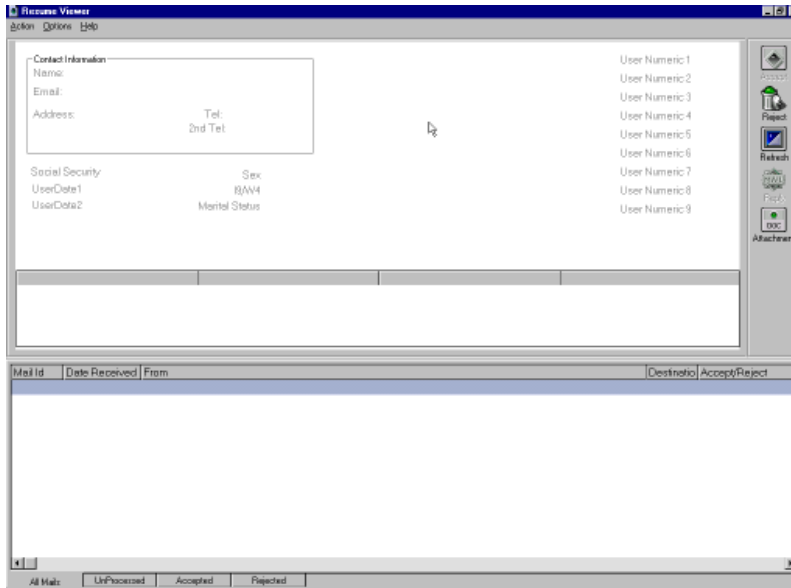 Resume Viewer
Action Options Help
Contact Information
Name:
Email:
Address: Tel:
2nd Tel:
Social Security Sex
UserDate1 I9/W4
UserDate2 Marital Status
User Numeric 1
User Numeric 2
User Numeric 3
User Numeric 4
User Numeric 5
User Numeric 6
User Numeric 7
User Numeric 8
User Numeric 9
Accept
Reject
Refresh
Reply
DOC
Attachmen
Mail Id Date Received From Destinatio Accept/Reject
All Mails UnProcessed Accepted Rejected